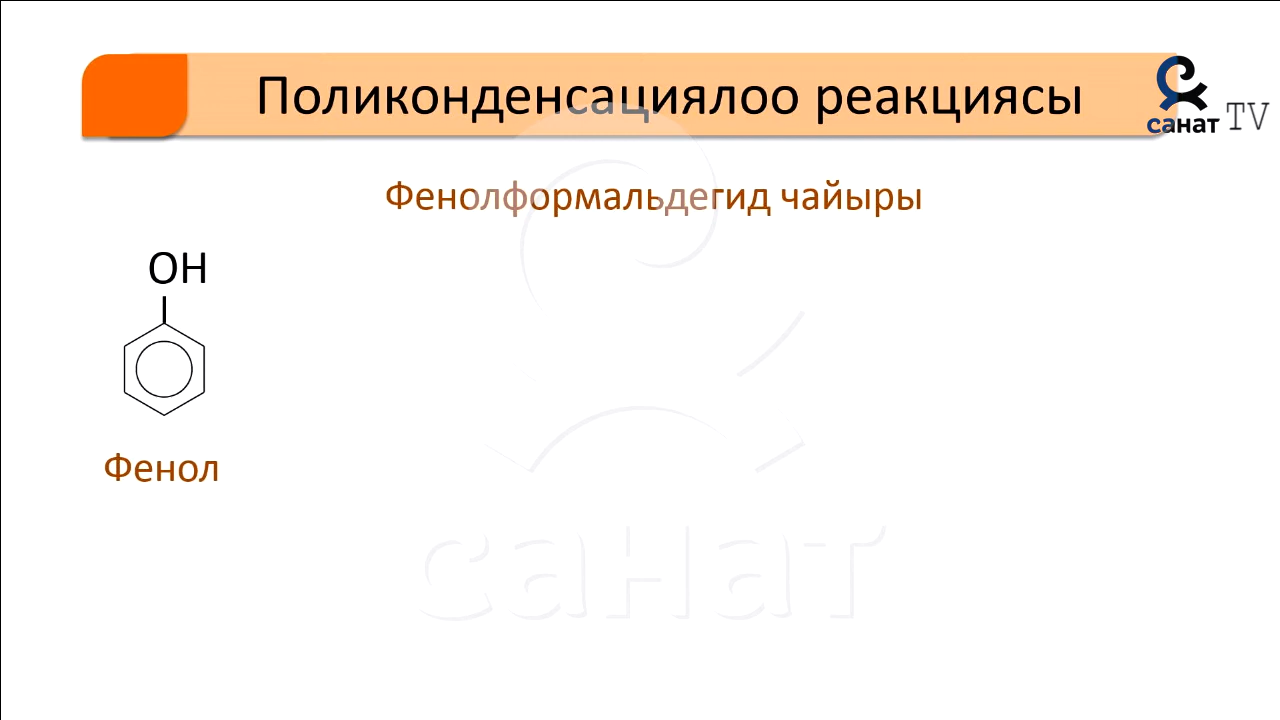 Поликонденсациялоо реакциясы
санат TV
Фенолформальдегид чайыры
OH
Фенол
санат